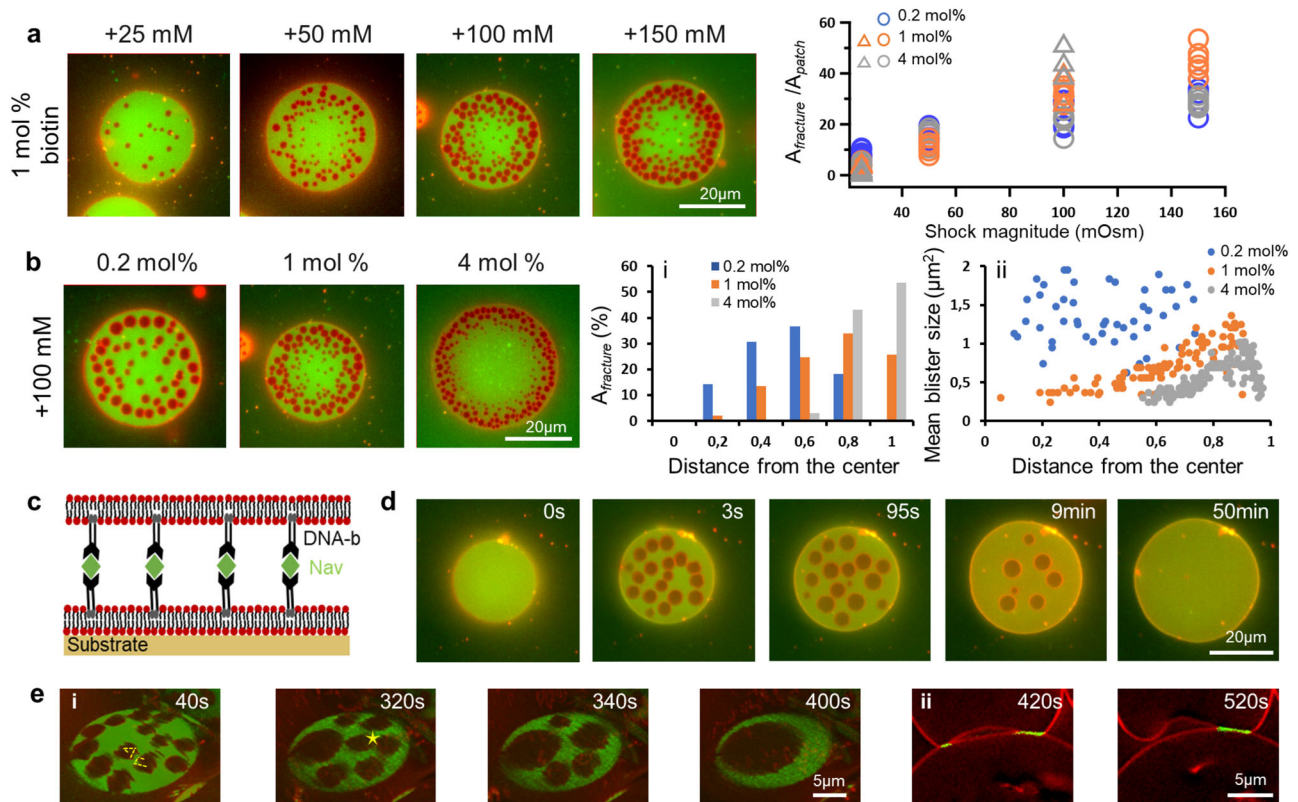 a
+25 mM
+50 mM
+100 mM
+150 mM
1 mol %
biotin
20µm
60
40
20
0
A_fracture /A_patch
0.2 mol%
1 mol%
4 mol%
40
60
80
100
120
140
160
Shock magnitude (mOsm)
b
0.2 mol%
1 mol %
4 mol %
+100 mM
20µm
i
A_fracture (%)
60
50
40
30
20
10
0
0.2 mol%
1 mol%
4 mol%
0
0,2
0,4
0,6
0,8
1
Distance from the center
ii
Mean blister size (µm²)
2
1,5
1
0,5
0
0.2 mol%
1 mol%
4 mol%
0
0,2
0,4
0,6
0,8
1
Distance from the center
c
DNA-b
Nav
Substrate
d
0s
3s
95s
9min
50min
20µm
e
i
40s
320s
340s
400s
5µm
ii
420s
520s
5µm